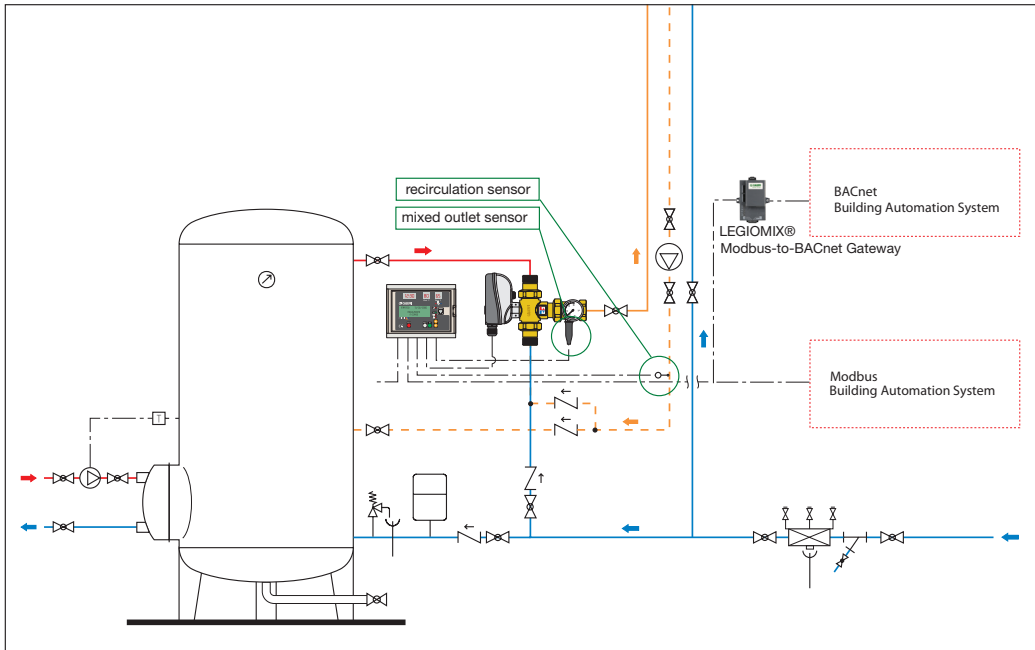 recirculation sensor
mixed outlet sensor
BACnet
Building Automation System
LEGIOMIX®
Modbus-to-BACnet Gateway
Modbus
Building Automation System
T